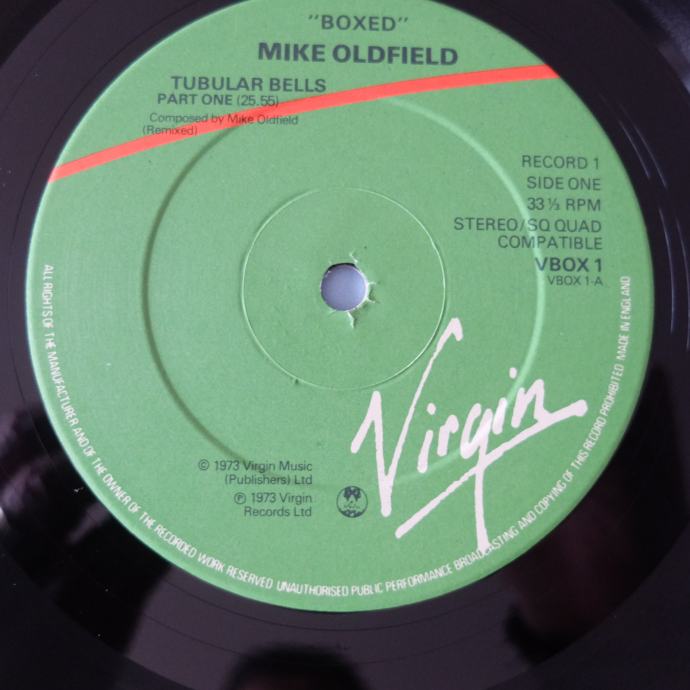 "BOXED"
MIKE OLDFIELD
TUBULAR BELLS
PART ONE (25.55)
Composed by Mike Oldfield
(Remixed)
RECORD 1
SIDE ONE
33⅓ RPM
STEREO/SQ QUAD
COMPATIBLE
VBOX 1
VBOX 1-A
Virgin
© 1973 Virgin Music
(Publishers) Ltd
℗ 1973 Virgin
Records Ltd
ALL RIGHTS OF THE MANUFACTURER AND OF THE OWNER OF THE RECORDED WORK RESERVED UNAUTHORISED PUBLIC PERFORMANCE BROADCASTING AND COPYING OF THIS RECORD PROHIBITED MADE IN ENGLAND